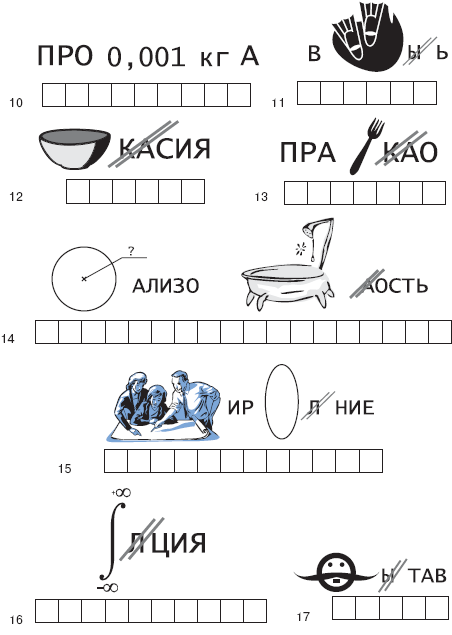 ПРО 0,001 кг А
10
В Ы Ь
11
КАСИЯ
12
ПРА КАО
13
?
АЛИЗО АОСТЬ
14
ИР Л НИЕ
15
+∞
∫ ЛЦИЯ
−∞
16
Ы ТАВ
17